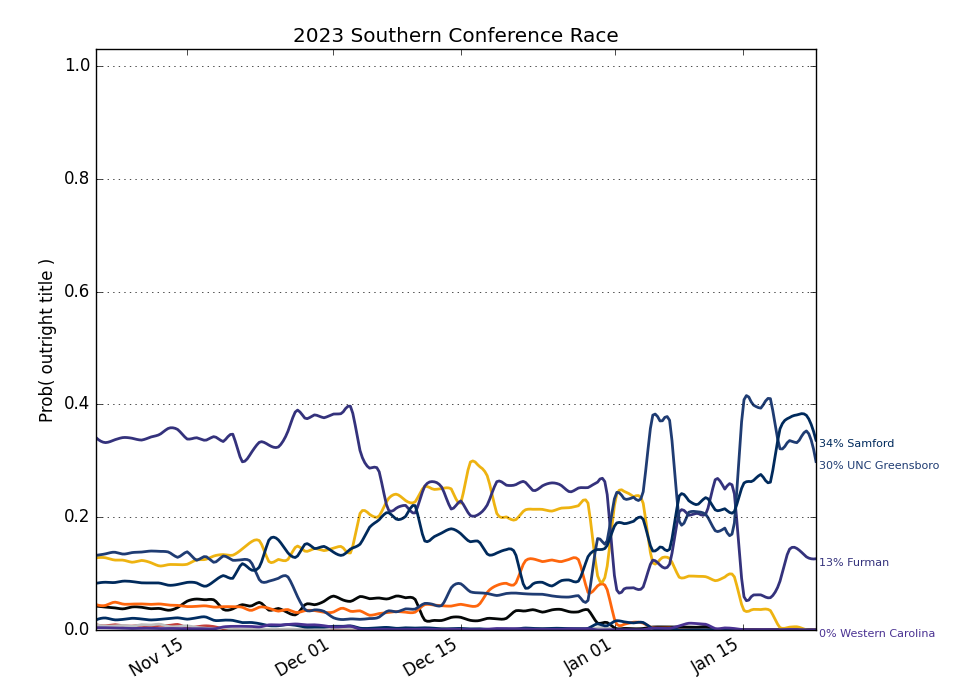 2023 Southern Conference Race
1.0
0.8
0.6
0.4
0.2
0.0
Prob( outright title )
34% Samford
30% UNC Greensboro
13% Furman
0% Western Carolina
Nov 15
Dec 01
Dec 15
Jan 01
Jan 15